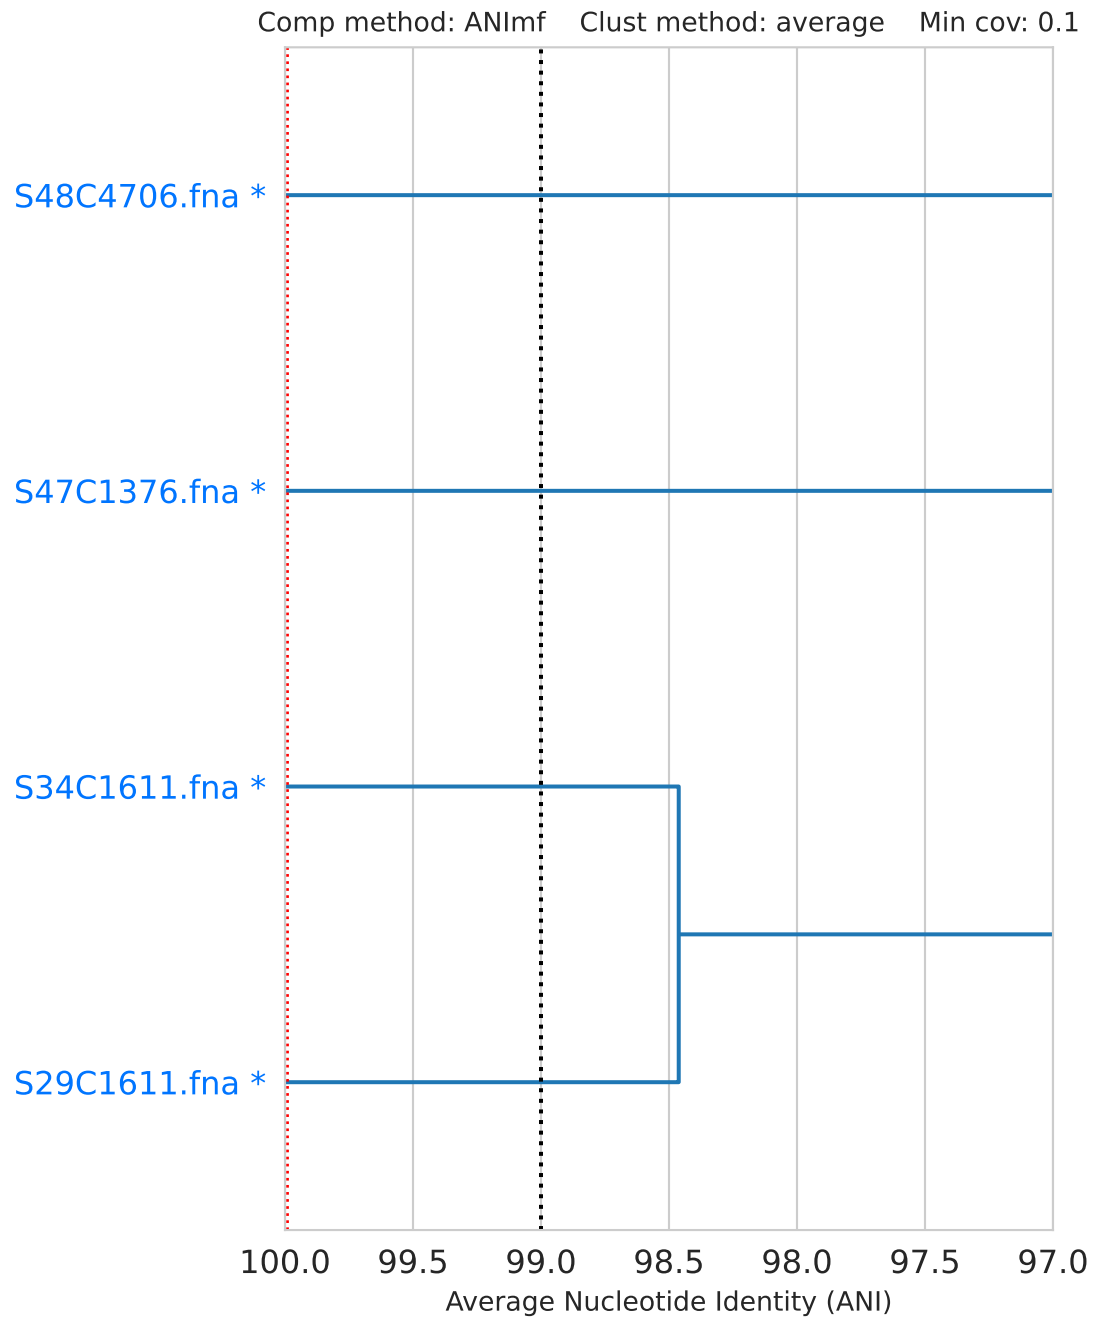 Comp method: ANImf    Clust method: average    Min cov: 0.1
S48C4706.fna *
S47C1376.fna *
S34C1611.fna *
S29C1611.fna *
100.0 99.5 99.0 98.5 98.0 97.5 97.0
Average Nucleotide Identity (ANI)